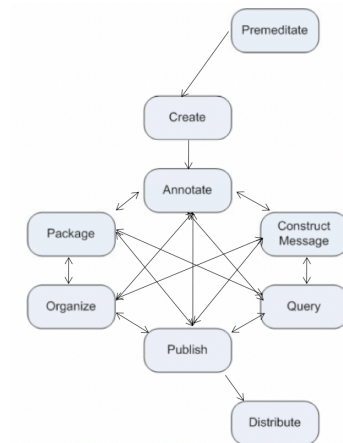 Premeditate
Create
Annotate
Package
Construct
Message
Organize
Query
Publish
Distribute